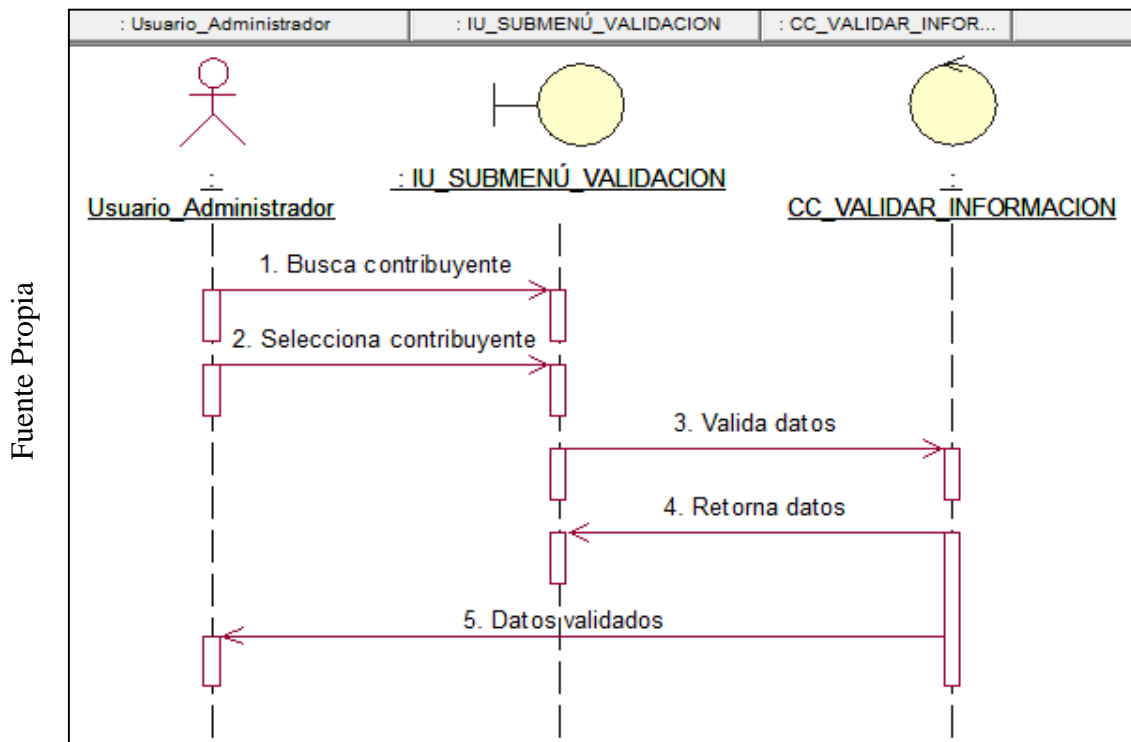 : Usuario_Administrador
: IU_SUBMENÚ_VALIDACION
: CC_VALIDAR_INFOR...
:
Usuario_Administrador
: IU_SUBMENÚ_VALIDACION
:
CC_VALIDAR_INFORMACION
1. Busca contribuyente
2. Selecciona contribuyente
3. Valida datos
4. Retorna datos
5. Datos validados
Fuente Propia